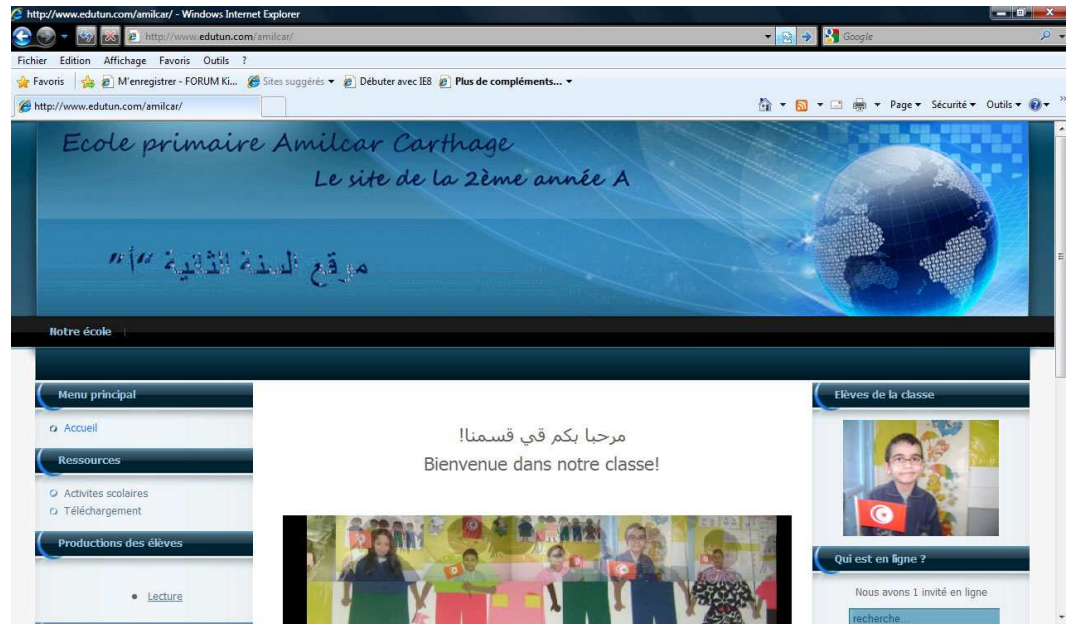 http://www.edutun.com/amilcar/ - Windows Internet Explorer
http://www.edutun.com/amilcar/
Google
Fichier Edition Affichage Favoris Outils ?
Favoris M'enregistrer - FORUM Ki... Sites suggérés Débuter avec IE8 Plus de compléments...
http://www.edutun.com/amilcar/
Page Sécurité Outils
Ecole primaire Amilcar Carthage
Le site de la 2ème année A
موقع السنة الثقية "أ"
Notre école
Menu principal
Accueil
Ressources
Activites scolaires
Téléchargement
Productions des élèves
Lecture
مرحبا بكم قي قسمنا!
Bienvenue dans notre classe!
Elèves de la classe
Qui est en ligne ?
Nous avons 1 invité en ligne
recherche...